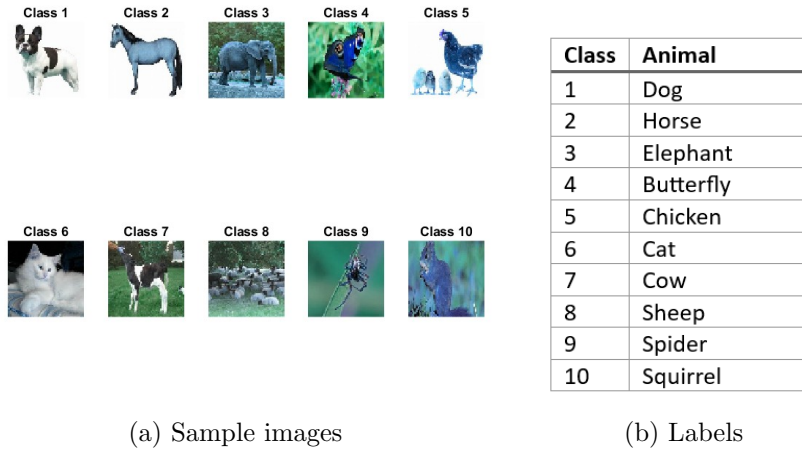 Class 1 Class 2 Class 3 Class 4 Class 5
Class 6 Class 7 Class 8 Class 9 Class 10
(a) Sample images
Class Animal
1 Dog
2 Horse
3 Elephant
4 Butterfly
5 Chicken
6 Cat
7 Cow
8 Sheep
9 Spider
10 Squirrel
(b) Labels